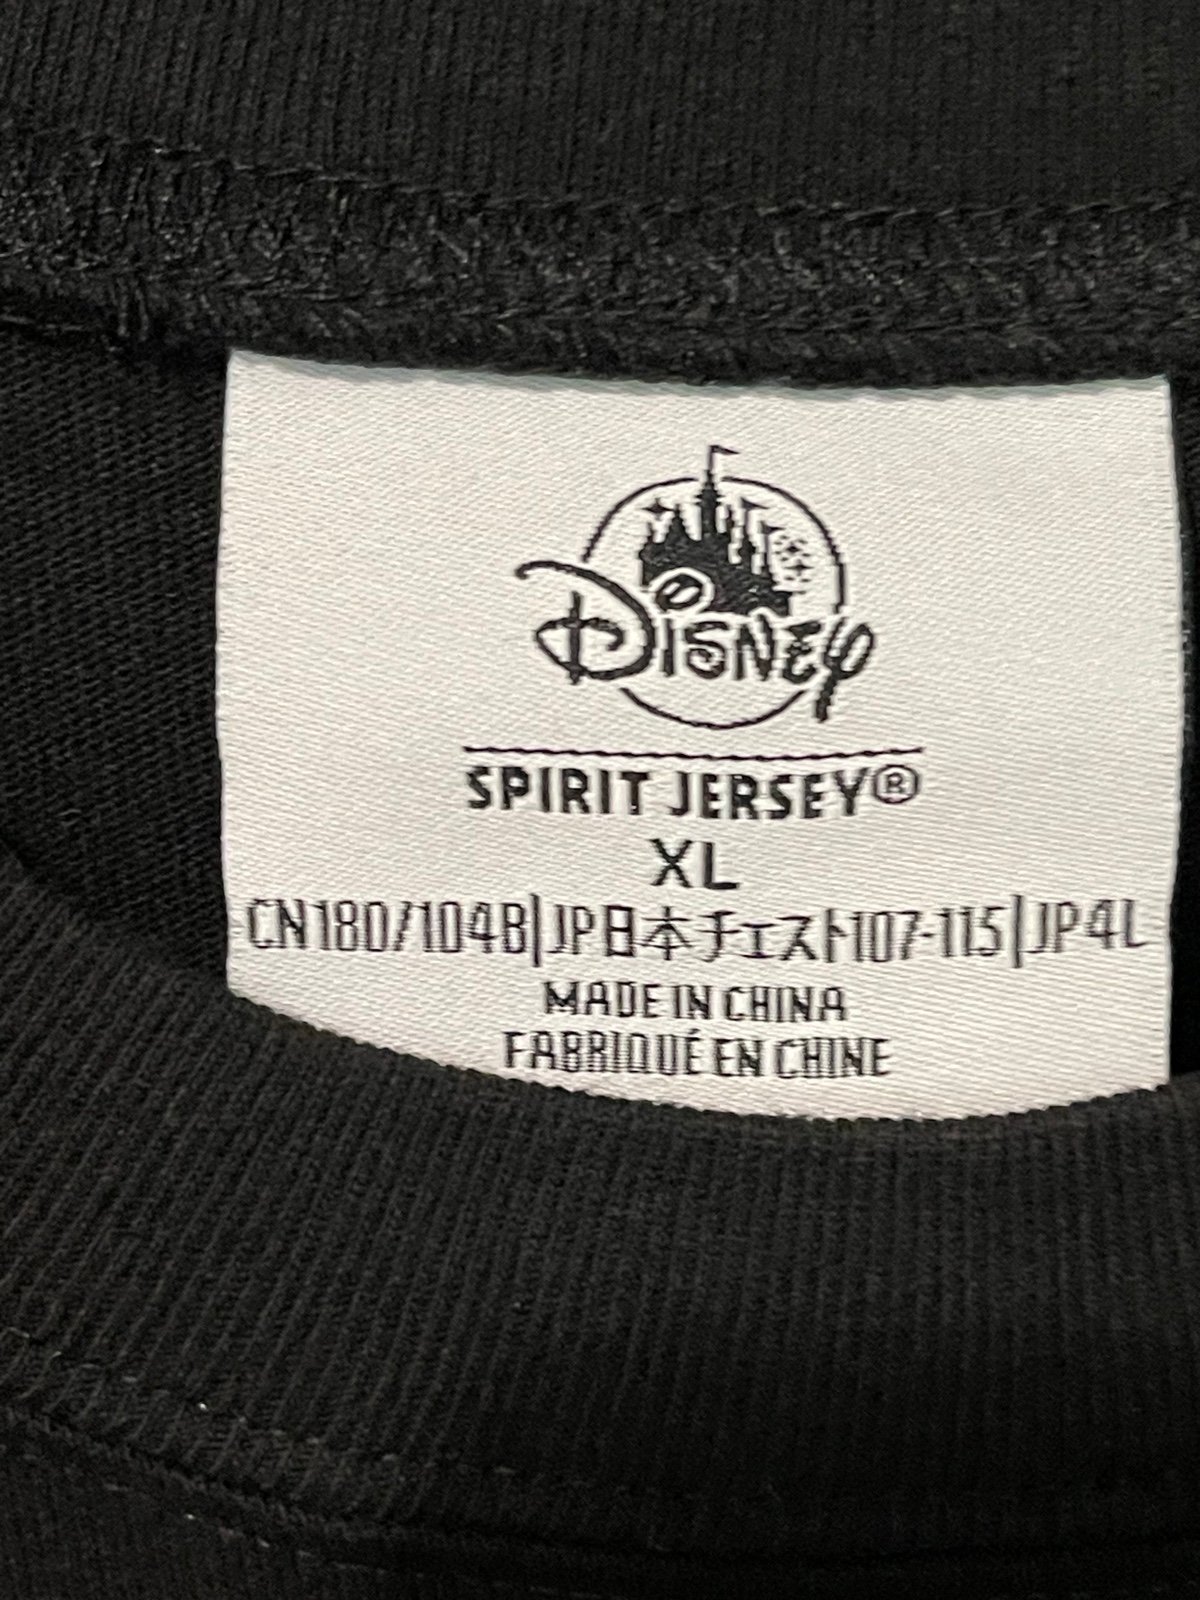 Disney
SPIRIT JERSEY®
XL
CN180/104B|JP日本チェスト107-115|JP4L
MADE IN CHINA
FABRIQUÉ EN CHINE